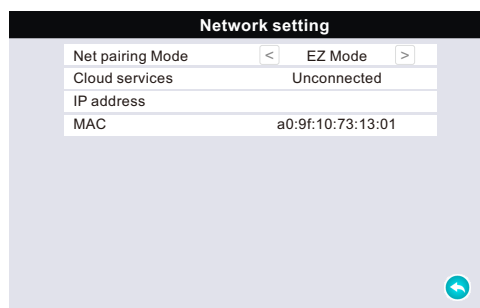 Network setting
Net pairing Mode < EZ Mode >
Cloud services Unconnected
IP address
MAC a0:9f:10:73:13:01